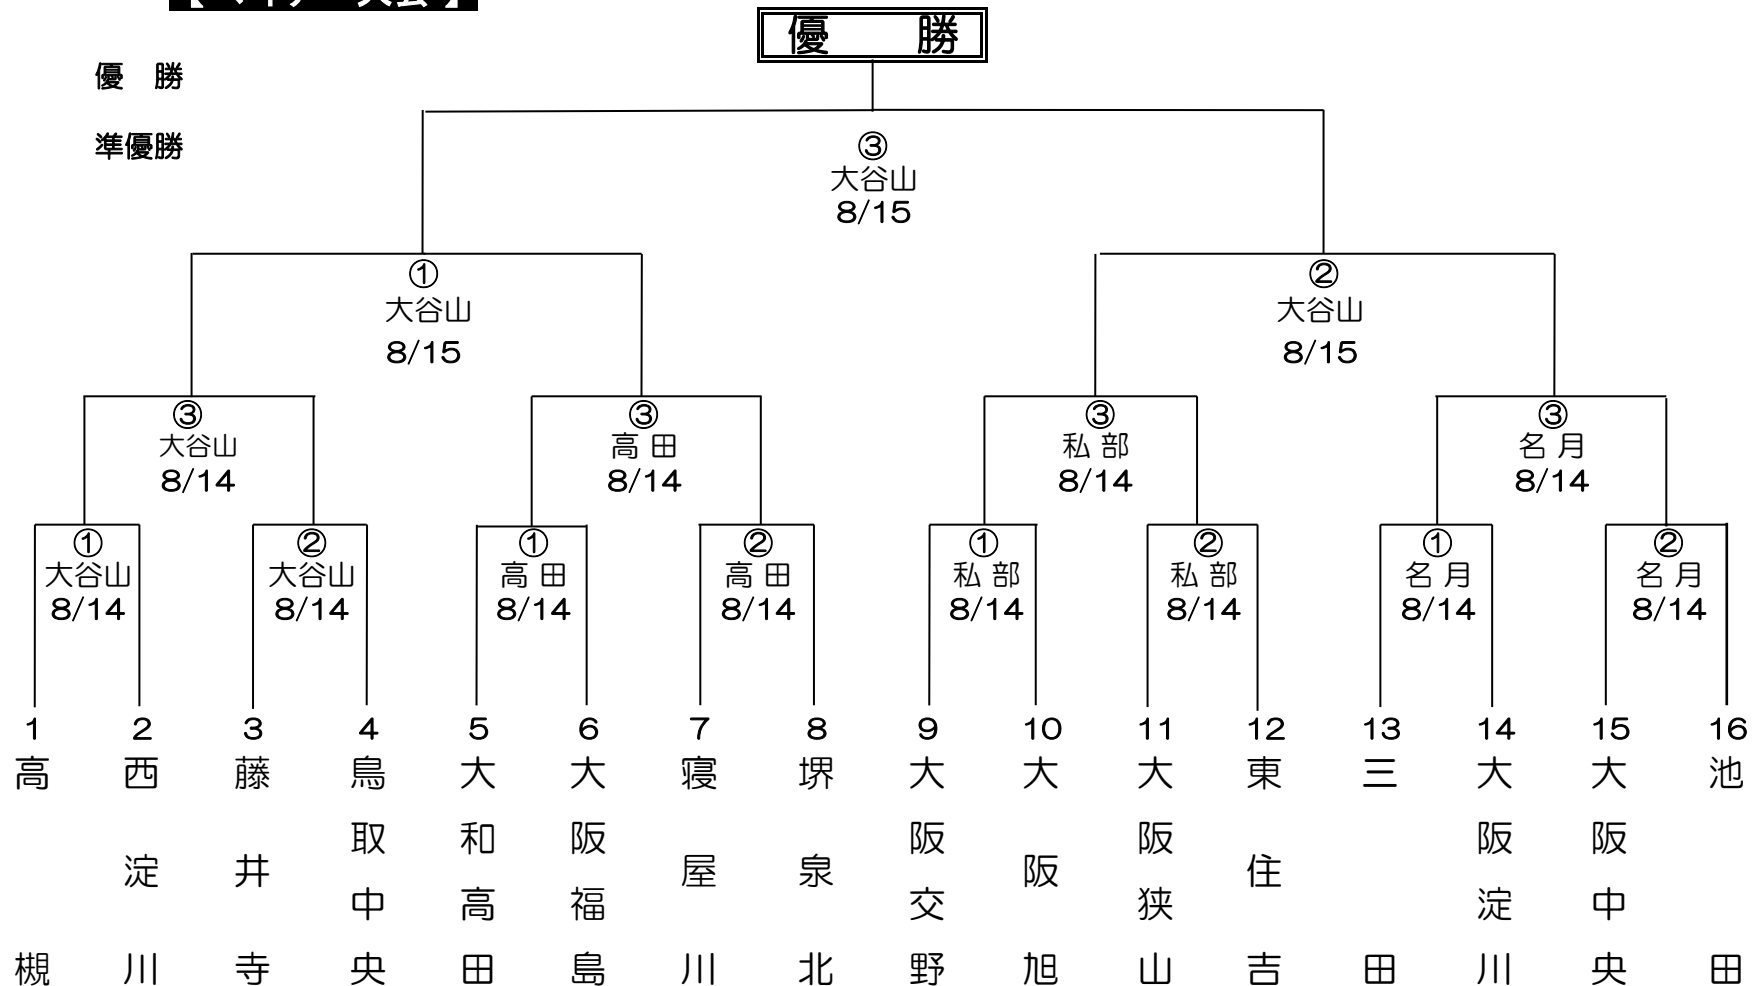 優　勝
優　勝
準優勝
③
大谷山
8/15
①
大谷山
8/15
②
大谷山
8/15
③
大谷山
8/14
③
高田
8/14
③
私部
8/14
③
名月
8/14
①
大谷山
8/14
②
大谷山
8/14
①
高田
8/14
②
高田
8/14
①
私部
8/14
②
私部
8/14
①
名月
8/14
②
名月
8/14
1
高槻
2
西淀川
3
藤井寺
4
鳥取中央
5
大和高田
6
大阪福島
7
寝屋川
8
堺泉北
9
大阪交野
10
大阪旭
11
大阪狭山
12
東住吉
13
三田
14
大阪淀川
15
大阪中央
16
池田